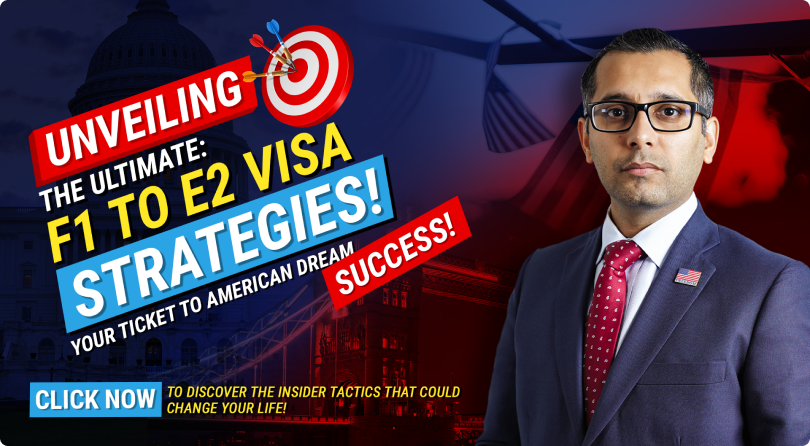 UNVEILING
THE ULTIMATE:
F1 TO E2 VISA
STRATEGIES!
YOUR TICKET TO AMERICAN DREAM
SUCCESS!
CLICK NOW
TO DISCOVER THE INSIDER TACTICS THAT COULD
CHANGE YOUR LIFE!